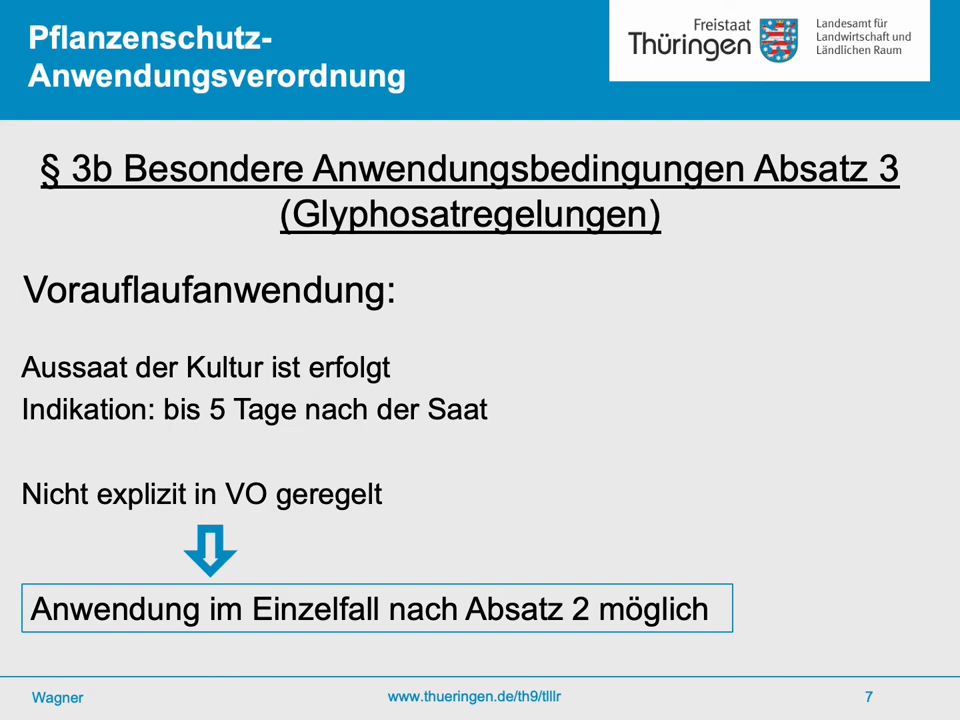 Pflanzenschutz-
Anwendungsverordnung
Freistaat
Thüringen
Landesamt für
Landwirtschaft und
Ländlichen Raum
§ 3b Besondere Anwendungsbedingungen Absatz 3
(Glyphosatregelungen)
Vorauflaufanwendung:
Aussaat der Kultur ist erfolgt
Indikation: bis 5 Tage nach der Saat
Nicht explizit in VO geregelt
Anwendung im Einzelfall nach Absatz 2 möglich
Wagner
www.thueringen.de/th9/tlllr
7